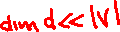 dim d << |V|